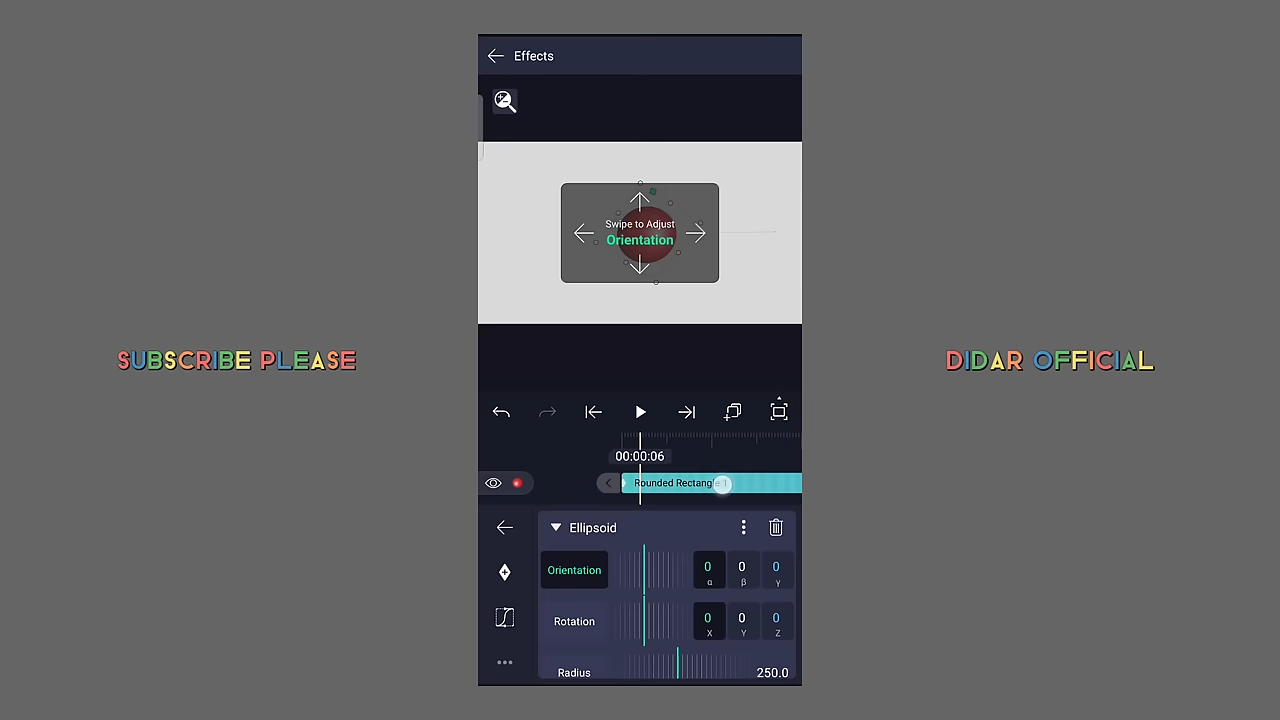 Effects
Swipe to Adjust
Orientation
SUBSCRIBE PLEASE
DIDAR OFFICIAL
00:00:06
Rounded Rectangle 1
Ellipsoid
Orientation
0 0 0
α β γ
Rotation
0 0 0
X Y Z
Radius 250.0